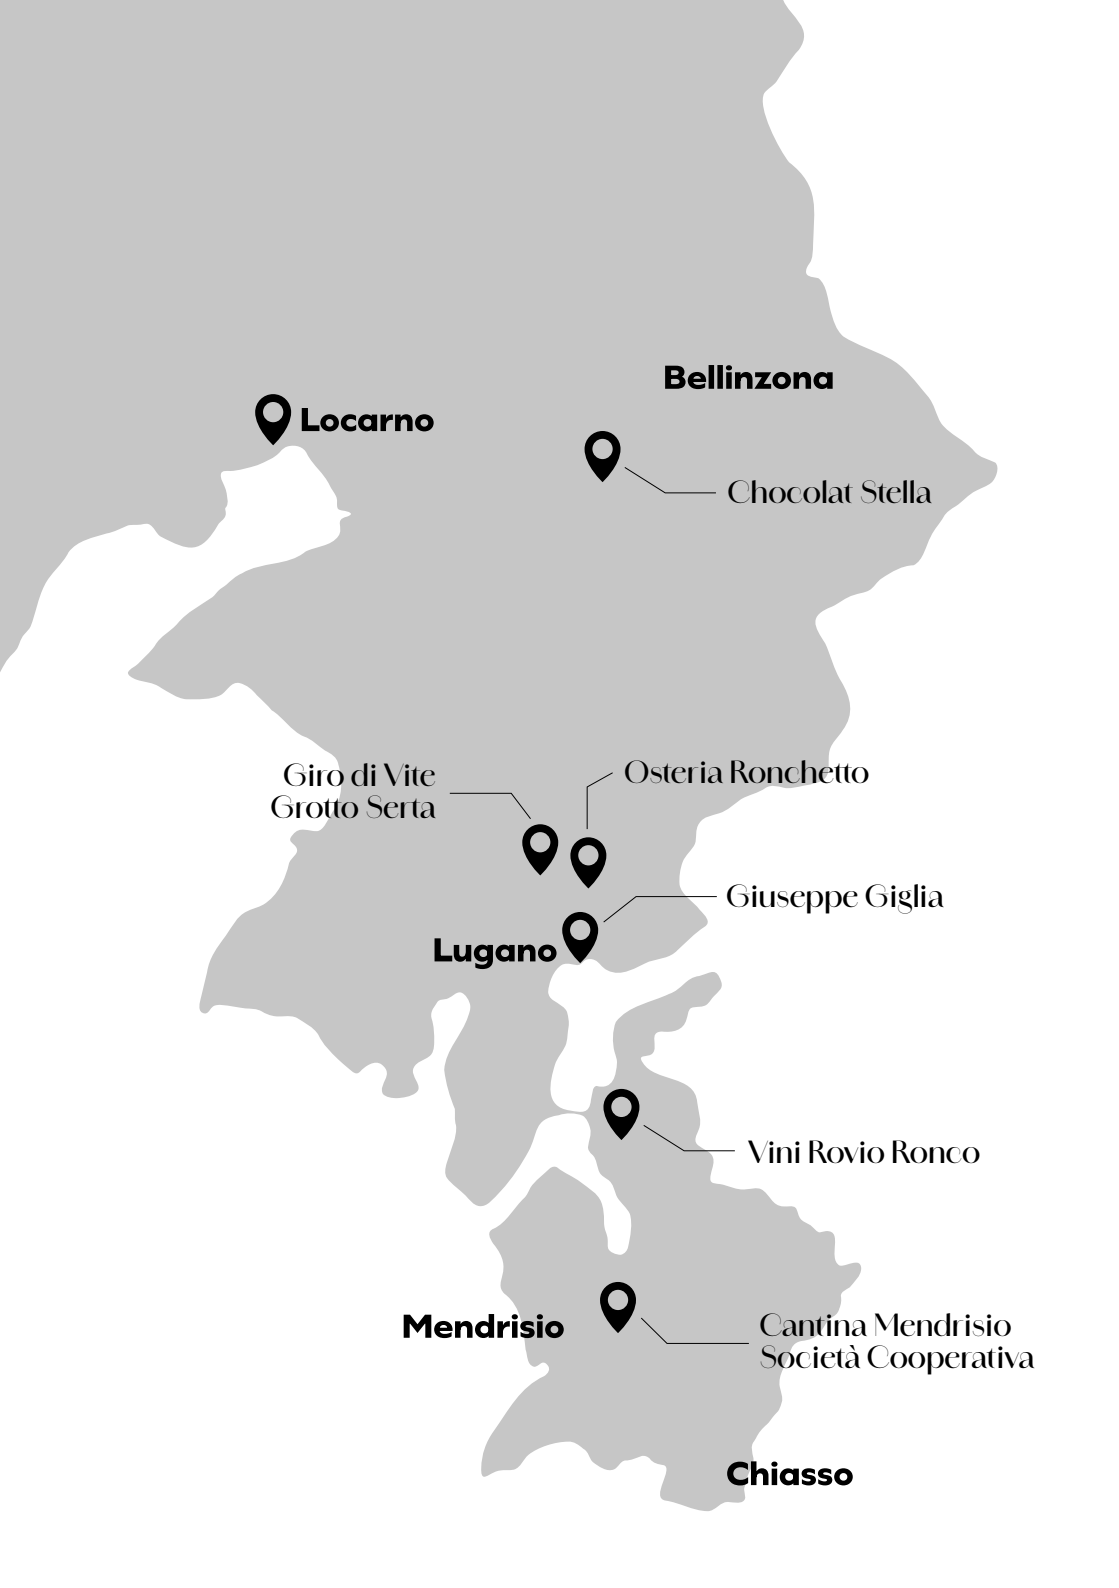 Bellinzona
Locarno
Chocolat Stella
Giro di Vite
Grotto Serta
Osteria Ronchetto
Giuseppe Giglia
Lugano
Vini Rovio Ronco
Mendrisio
Cantina Mendrisio
Società Cooperativa
Chiasso